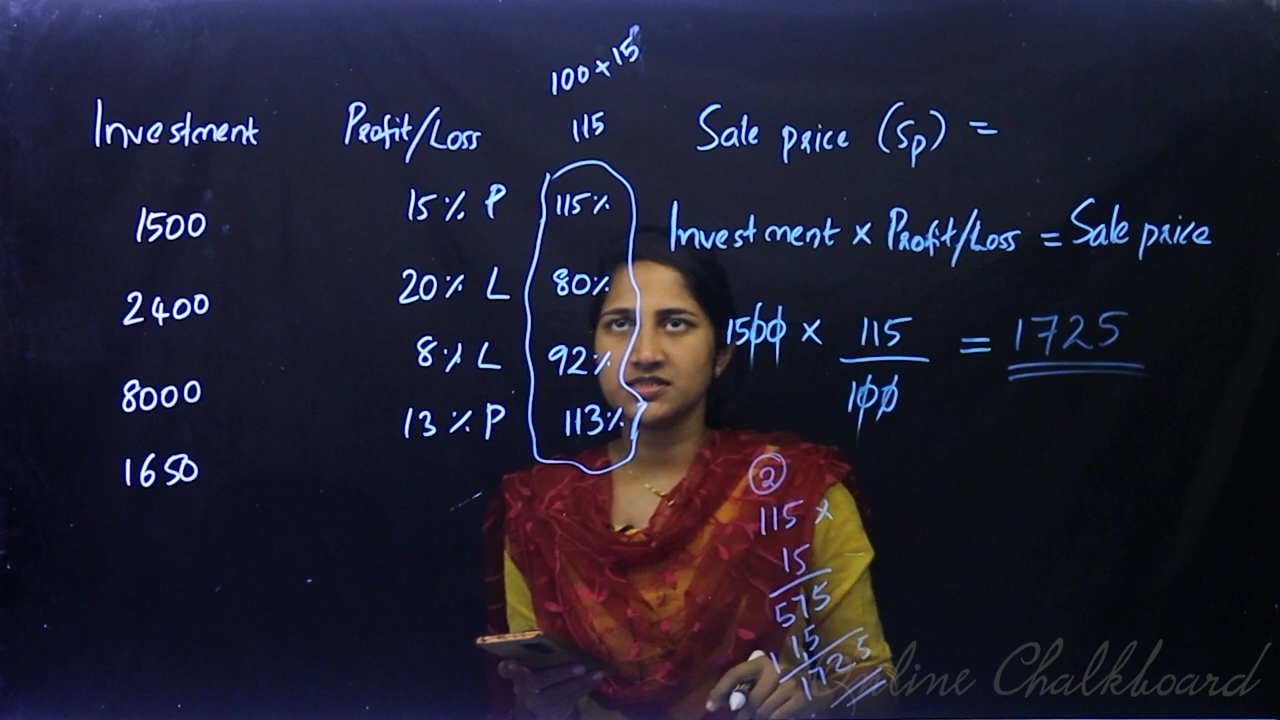 100 × 15
115
Investment Profit/Loss Sale price (Sp) =
1500 15% P 115%
Investment × Profit/Loss = Sale price
2400 20% L 80%
8000 8% L 92%
1500 × 115/100 = 1725
1650 13% P 113%
2
115 ×
15
575
115
1725
Online Chalkboard